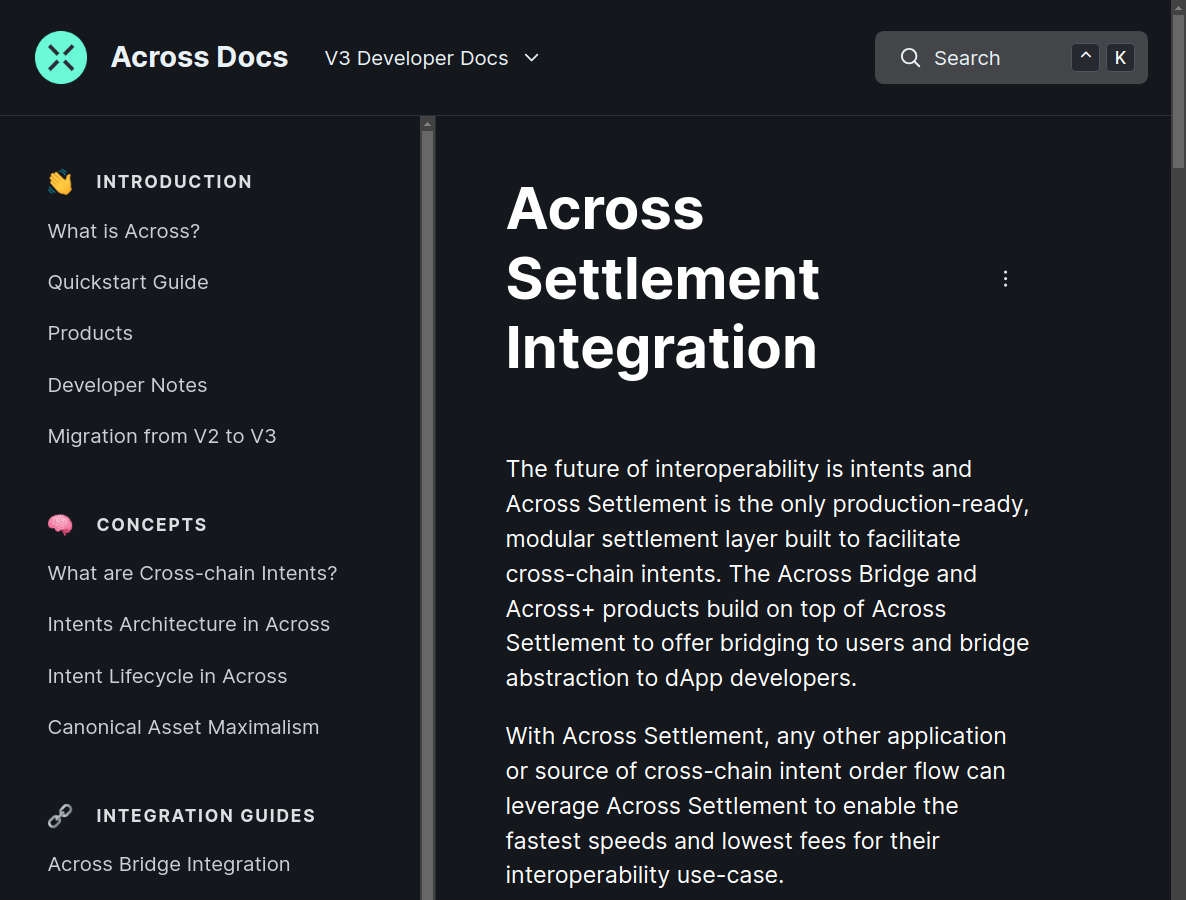 Across Docs
V3 Developer Docs
Search
^ K
INTRODUCTION
What is Across?
Quickstart Guide
Products
Developer Notes
Migration from V2 to V3
CONCEPTS
What are Cross-chain Intents?
Intents Architecture in Across
Intent Lifecycle in Across
Canonical Asset Maximalism
INTEGRATION GUIDES
Across Bridge Integration
Across
Settlement
Integration
The future of interoperability is intents and
Across Settlement is the only production-ready,
modular settlement layer built to facilitate
cross-chain intents. The Across Bridge and
Across+ products build on top of Across
Settlement to offer bridging to users and bridge
abstraction to dApp developers.
With Across Settlement, any other application
or source of cross-chain intent order flow can
leverage Across Settlement to enable the
fastest speeds and lowest fees for their
interoperability use-case.